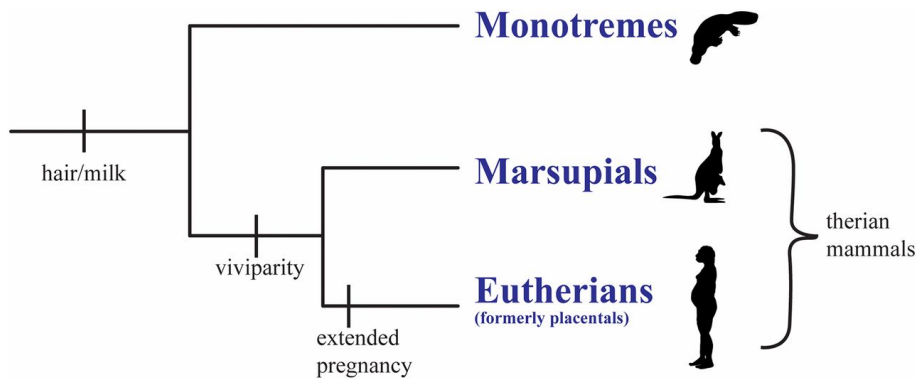 Monotremes
hair/milk
Marsupials
therian
mammals
viviparity
Eutherians
(formerly placentals)
extended
pregnancy